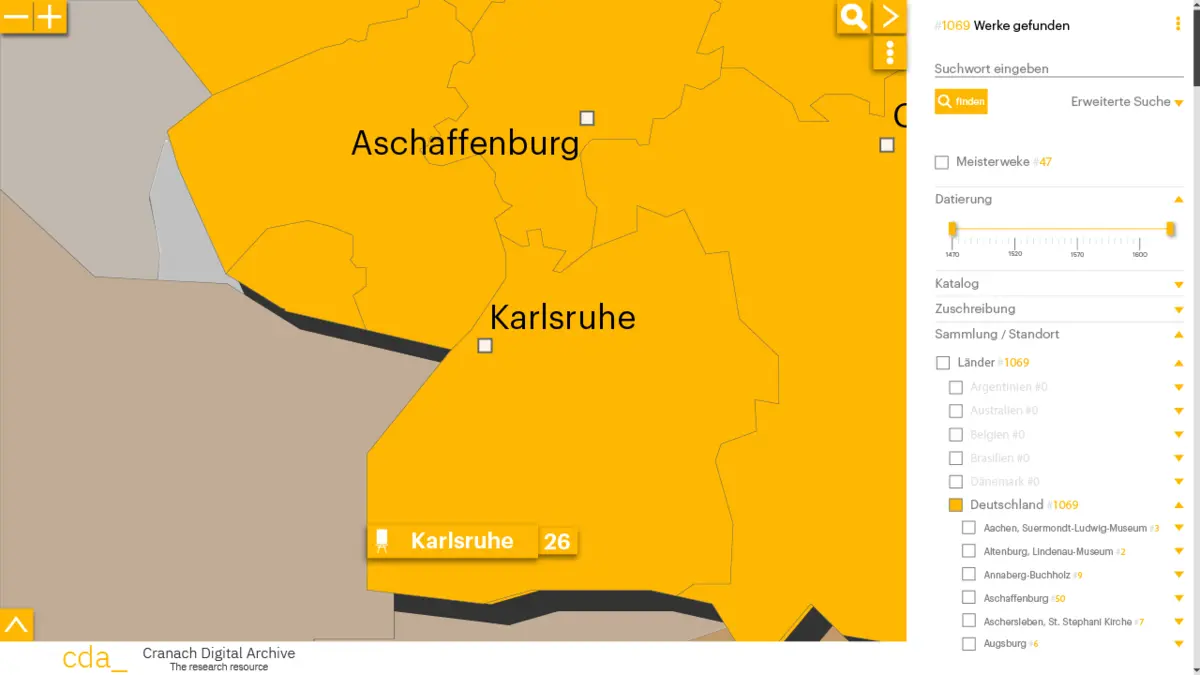 Aschaffenburg
Karlsruhe
Karlsruhe 26
cda_
Cranach Digital Archive
The research resource
#1069 Werke gefunden
Suchwort eingeben
finden
Erweiterte Suche
Meisterweke #47
Datierung
1470 1520 1570 1600
Katalog
Zuschreibung
Sammlung / Standort
Länder #1069
Argentinien #0
Australien #0
Belgien #0
Brasilien #0
Dänemark #0
Deutschland #1069
Aachen, Suermondt-Ludwig-Museum #3
Altenburg, Lindenau-Museum #2
Annaberg-Buchholz #9
Aschaffenburg #50
Aschersleben, St. Stephani Kirche #7
Augsburg #6